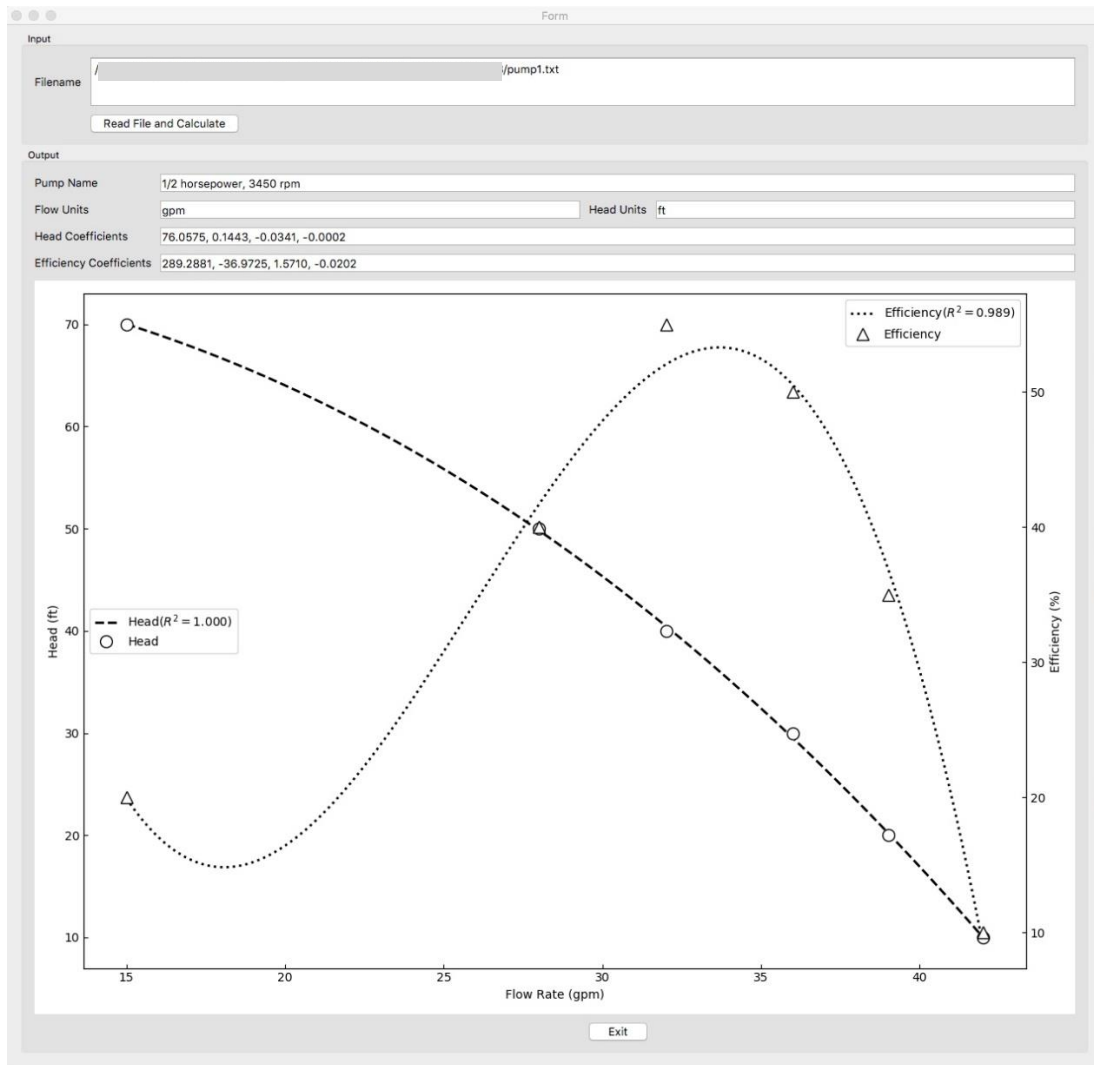 Form
Input
Filename
/pump1.txt
Read File and Calculate
Output
Pump Name 1/2 horsepower, 3450 rpm
Flow Units gpm Head Units ft
Head Coefficients 76.0575, 0.1443, -0.0341, -0.0002
Efficiency Coefficients 289.2881, -36.9725, 1.5710, -0.0202
70
60
50
40
30
20
10
Head (ft)
Head(R² = 1.000)
Head
Efficiency(R² = 0.989)
Efficiency
50
40
30
20
10
Efficiency (%)
15 20 25 30 35 40
Flow Rate (gpm)
Exit